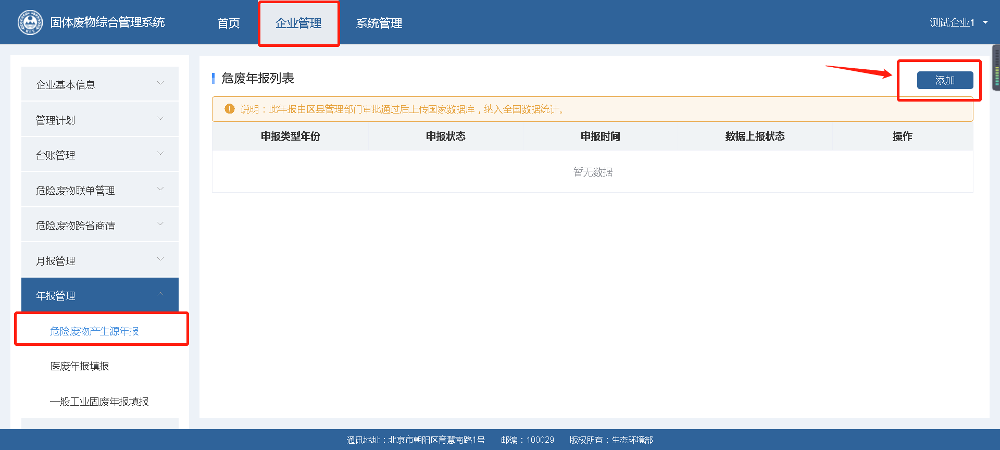 固体废物综合管理系统
首页
企业管理
系统管理
测试企业1
企业基本信息
管理计划
台账管理
危险废物联单管理
危险废物跨省商请
月报管理
年报管理
危险废物产生源年报
医废年报填报
一般工业固废年报填报
危废年报列表
添加
说明：此年报由区县管理部门审批通过后上传国家数据库，纳入全国数据统计。
申报类型年份 申报状态 申报时间 数据上报状态 操作
暂无数据
通讯地址：北京市朝阳区育慧南路1号 邮编：100029 版权所有：生态环境部